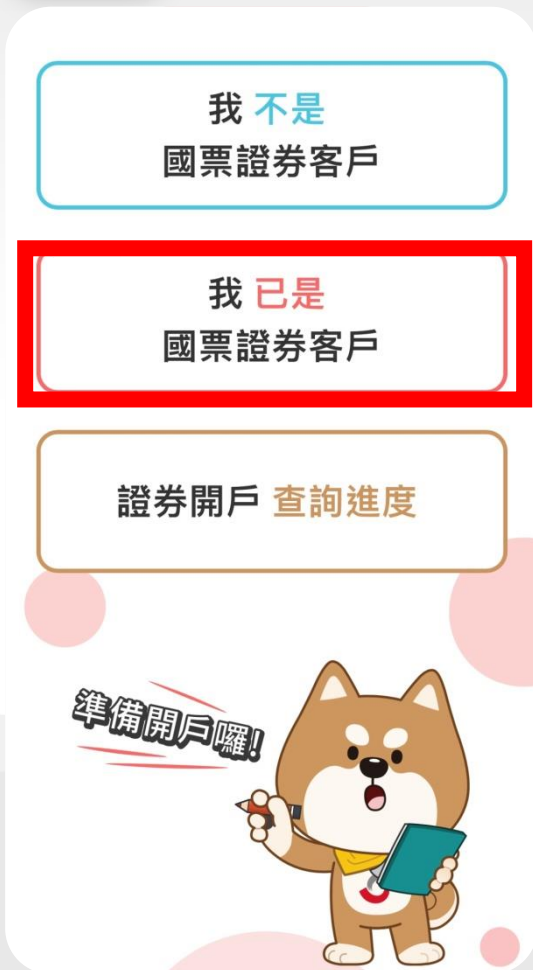 我 不是
國票證券客戶
我 已是
國票證券客戶
證券開戶 查詢進度
準備開戶囉!